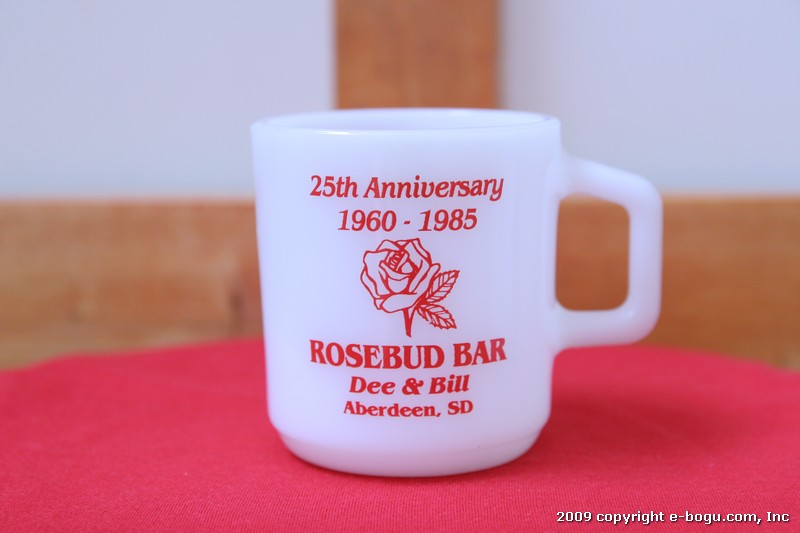 25th Anniversary
1960 - 1985
ROSEBUD BAR
Dee & Bill
Aberdeen, SD
2009 copyright e-bogu.com, Inc